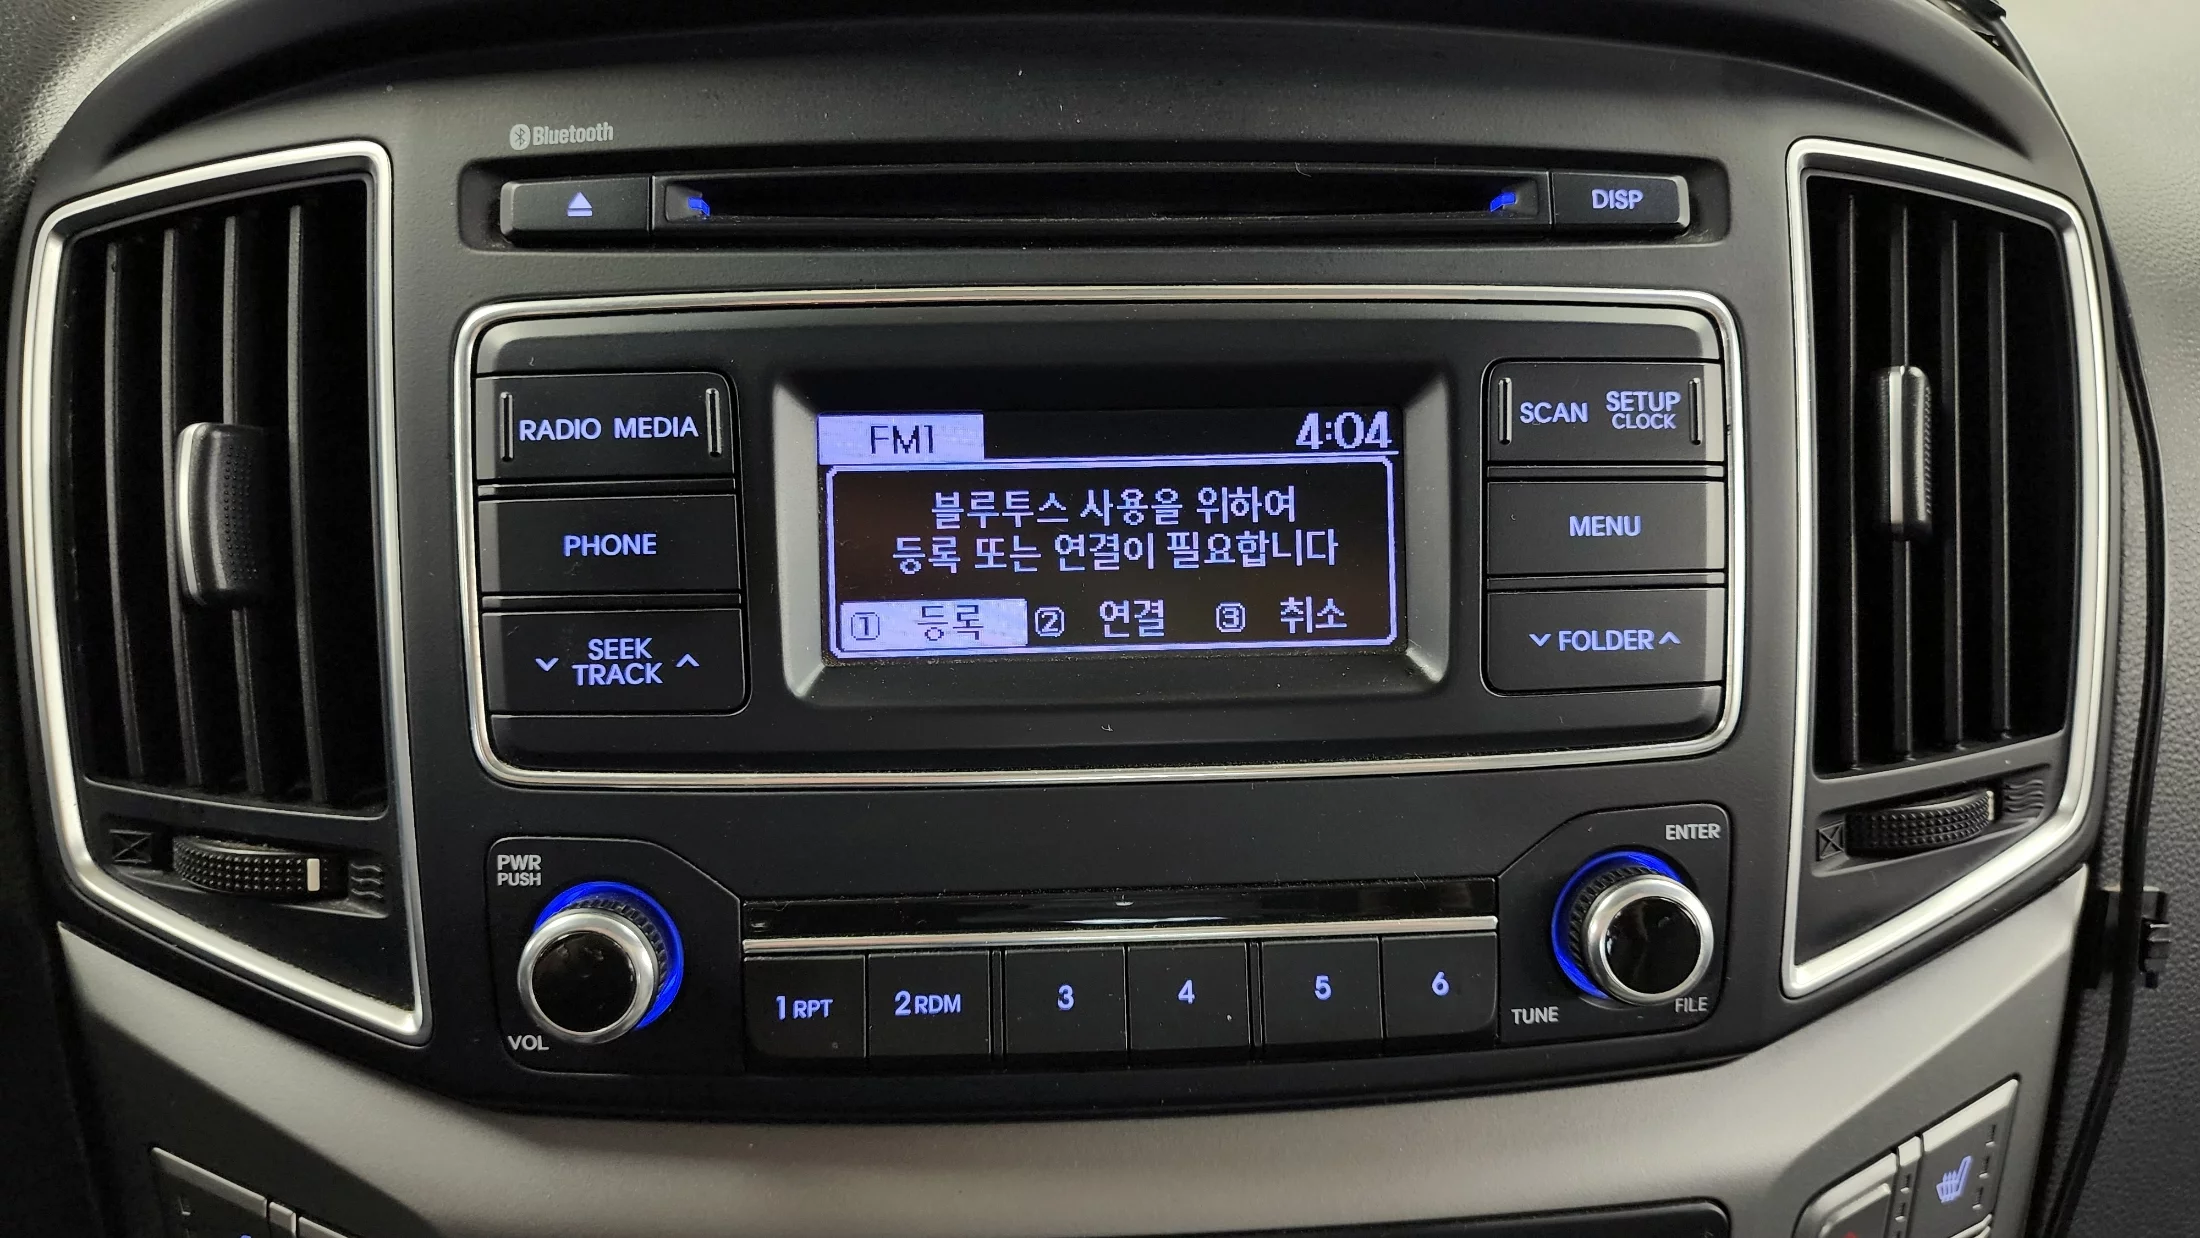 Bluetooth
DISP
RADIO MEDIA
SCAN SETUP
CLOCK
FM1 4:04
블루투스 사용을 위하여
등록 또는 연결이 필요합니다
① 등록 ② 연결 ③ 취소
PHONE
MENU
SEEK
TRACK
FOLDER
PWR
PUSH
VOL
1 RPT
2 RDM
3
4
5
6
ENTER
TUNE
FILE